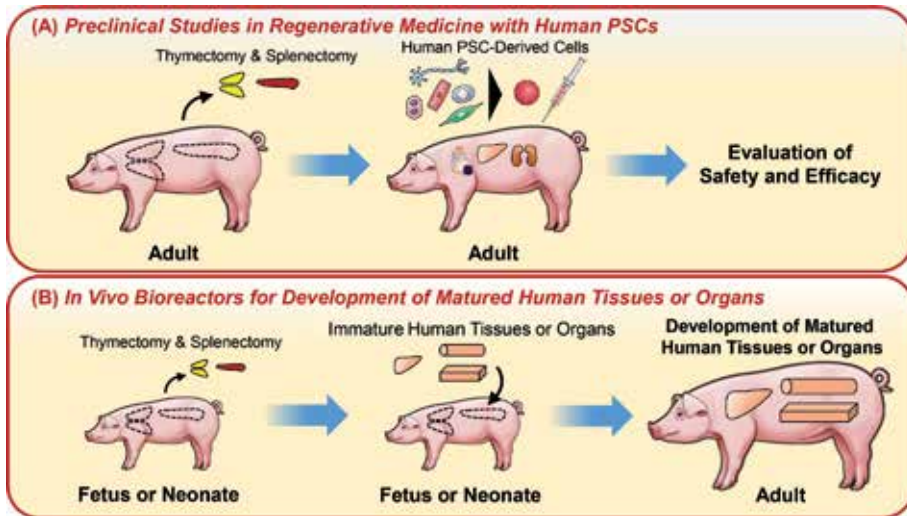 (A) Preclinical Studies in Regenerative Medicine with Human PSCs
Thymectomy & Splenectomy
Human PSC-Derived Cells
Evaluation of
Safety and Efficacy
Adult
Adult
(B) In Vivo Bioreactors for Development of Matured Human Tissues or Organs
Thymectomy & Splenectomy
Immature Human Tissues or Organs
Development of Matured
Human Tissues or Organs
Fetus or Neonate
Fetus or Neonate
Adult